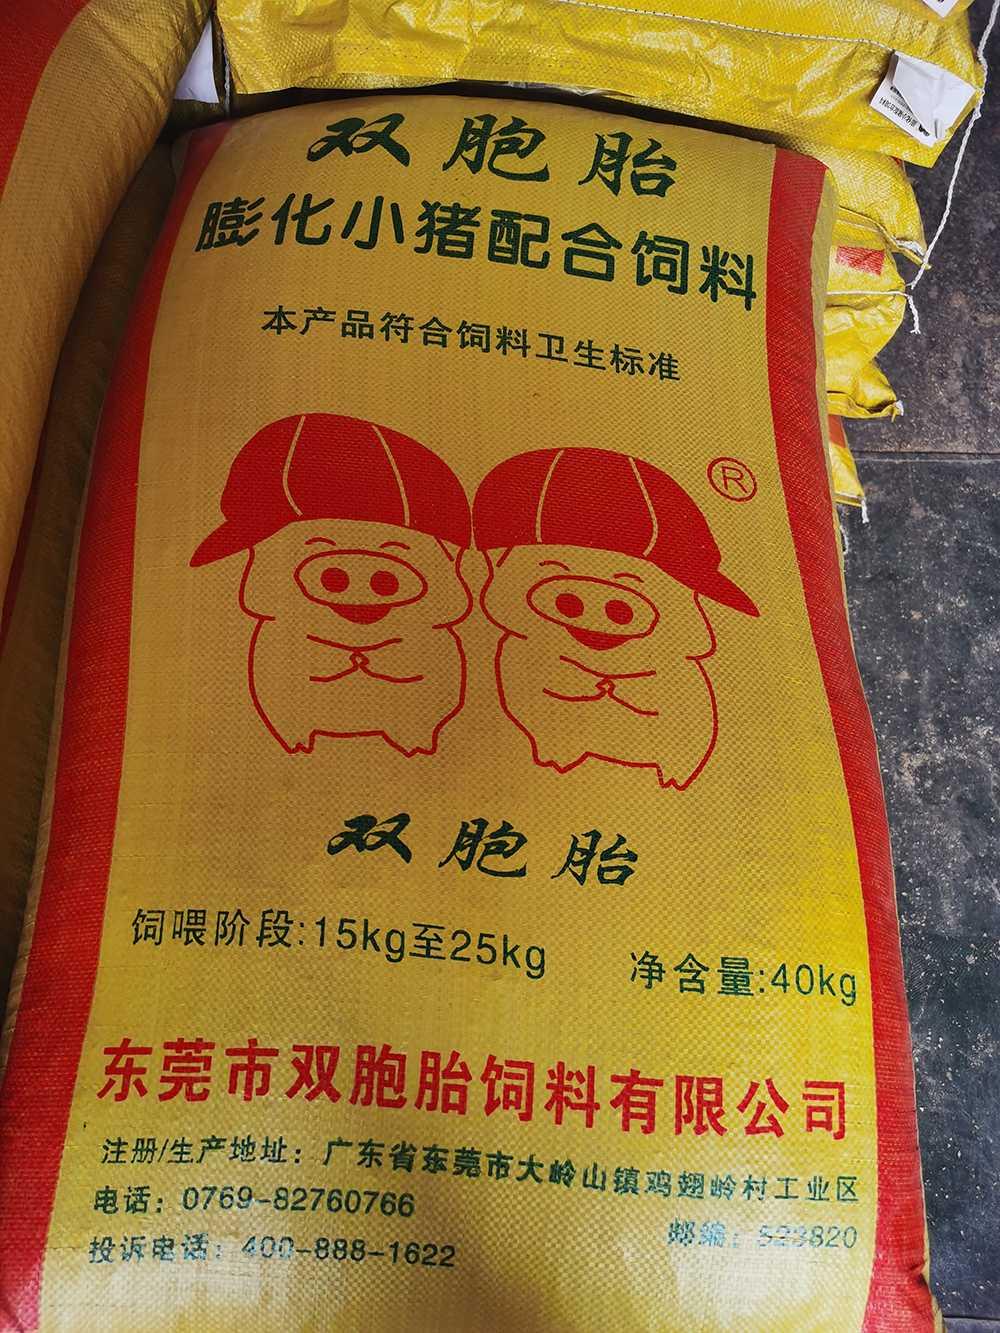 双胞胎
膨化小猪配合饲料
本产品符合饲料卫生标准
®
双胞胎
饲喂阶段:15kg至25kg 净含量:40kg
东莞市双胞胎饲料有限公司
注册/生产地址：广东省东莞市大岭山镇鸡翅岭村工业区
电话：0769-82760766 邮编：523820
投诉电话：400-888-1622